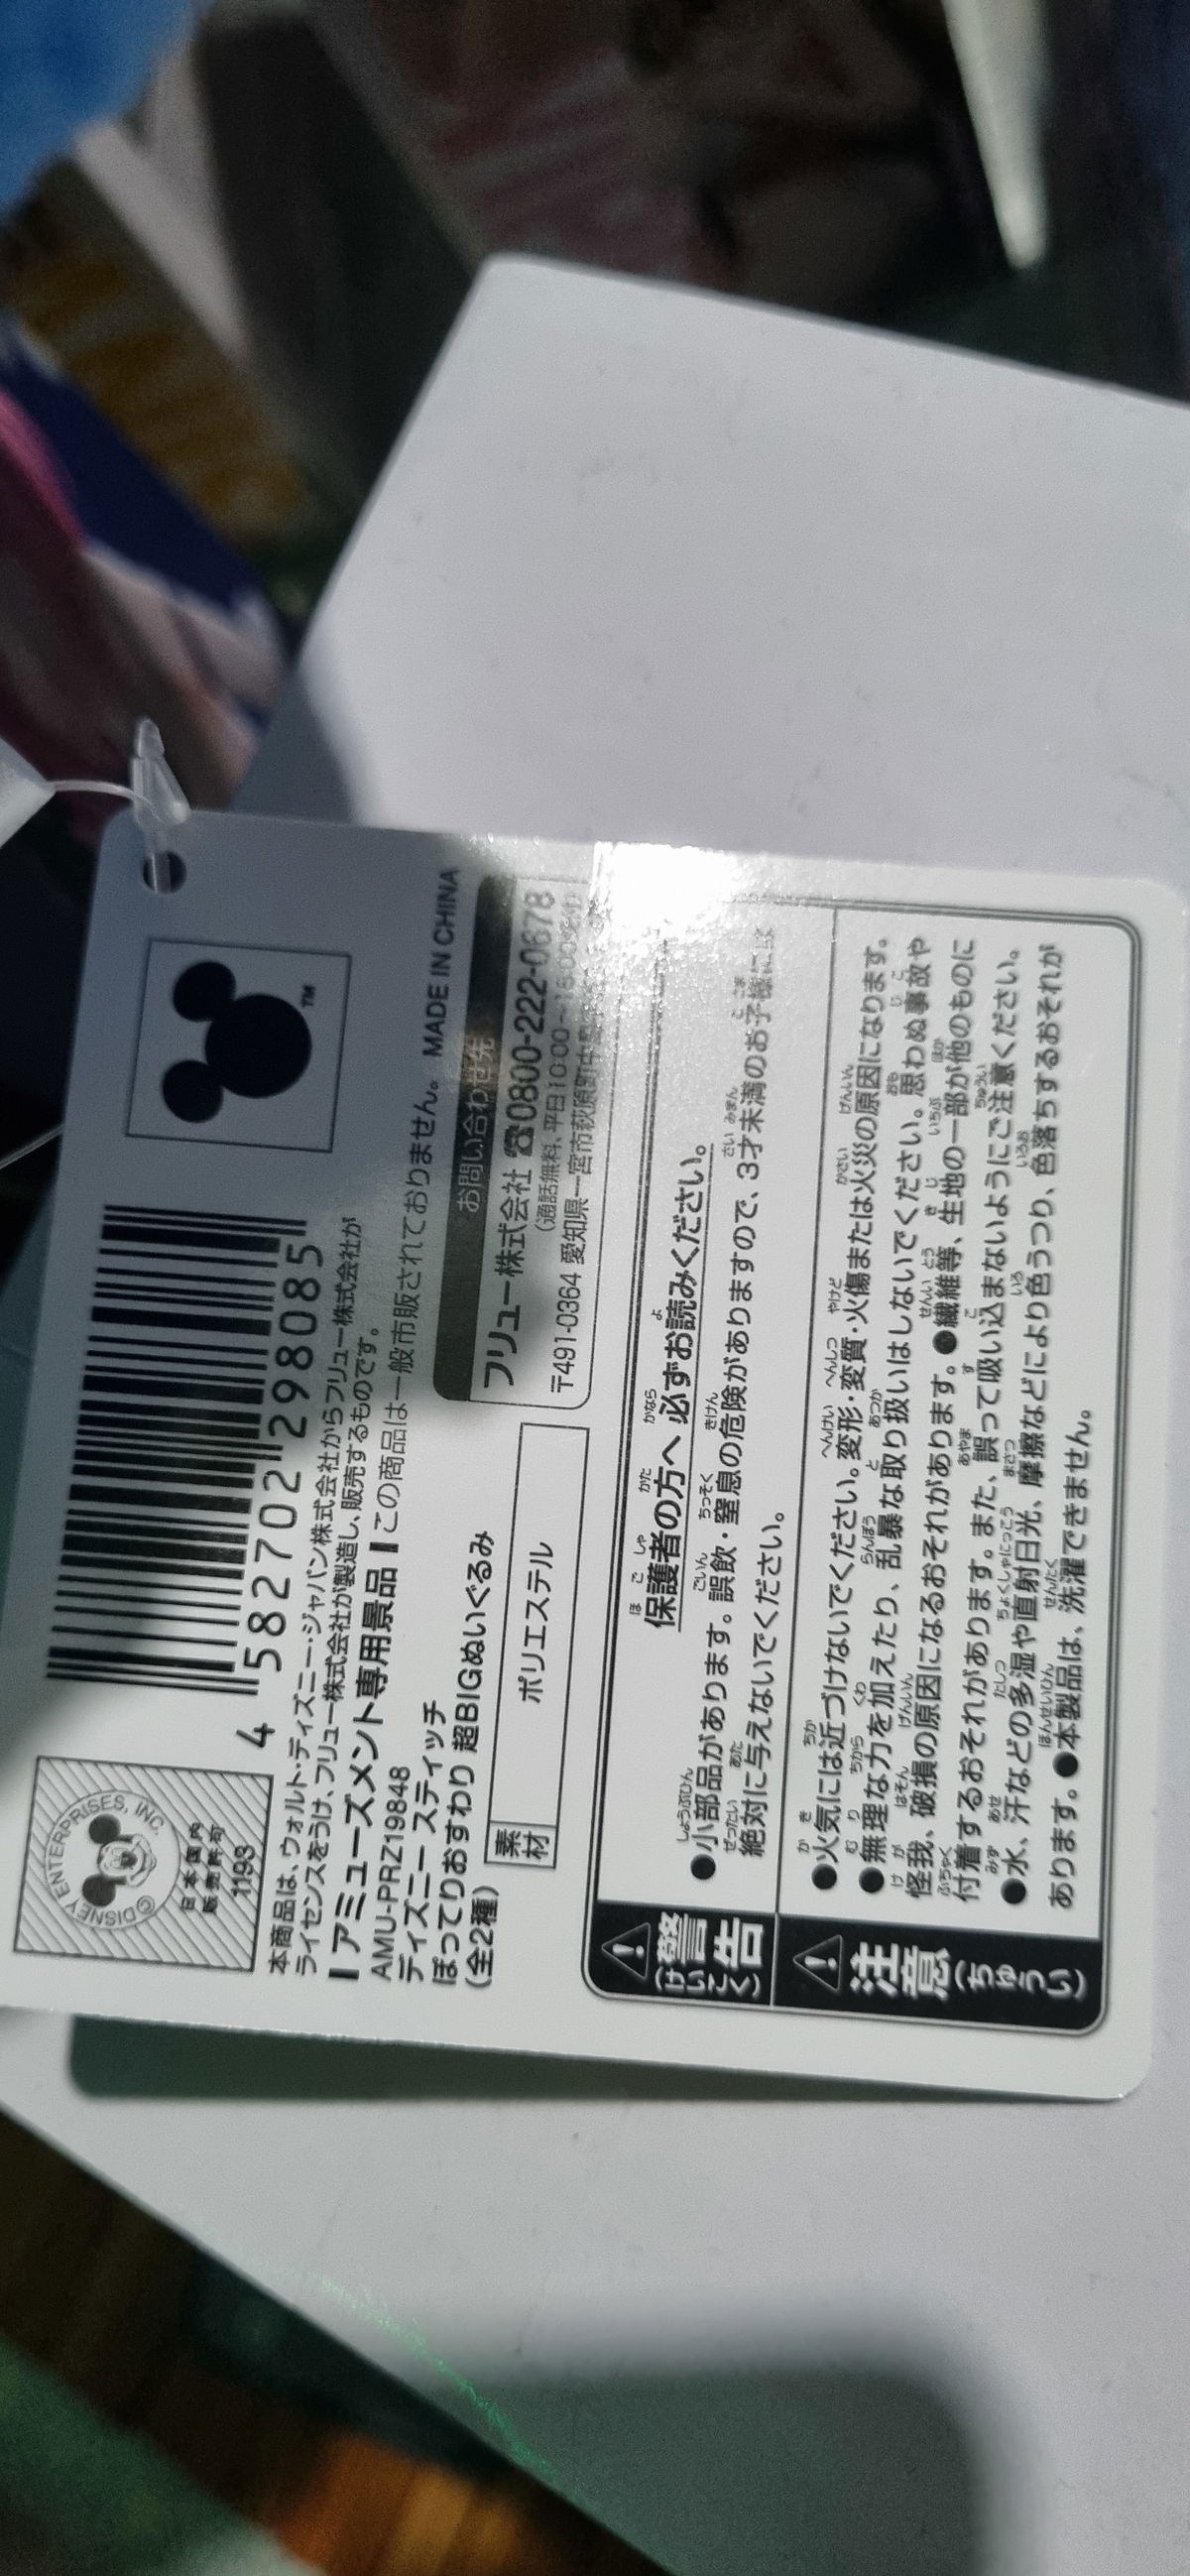 ©DISNEY ENTERPRISES, INC.
日本国内
販売許可
1193
4 582702 298085
TM
本商品は、ウォルト・ディズニー・ジャパン株式会社からフリュー株式会社が
ライセンスをうけ、フリュー株式会社が製造し、販売するものです。
アミューズメント専用景品 この商品は一般市販されておりません。 MADE IN CHINA
AMU-PRZ19848
ディズニー スティッチ
ぽってりおすわり 超BIGぬいぐるみ
(全2種)
素材 ポリエステル
お問い合わせ先
フリュー株式会社 ☎0800-222-0678
(通話無料、平日10:00~
〒491-0364 愛知県一宮市萩原町
警告
(けいこく)
保護者の方へ 必ずお読みください。
●小部品があります。誤飲・窒息の危険がありますので、3才未満のお子様には
絶対に与えないでください。
注意(ちゅうい)
●火気には近づけないでください。変形・変質・火傷または火災の原因になります。
●無理な力を加えたり、乱暴な取り扱いはしないでください。思わぬ事故や
怪我、破損の原因になるおそれがあります。●繊維等、生地の一部が他のものに
付着するおそれがあります。また、誤って吸い込まないようにご注意ください。
●水、汗などの多湿や直射日光、摩擦などにより色うつり、色落ちするおそれが
あります。●本製品は、洗濯できません。